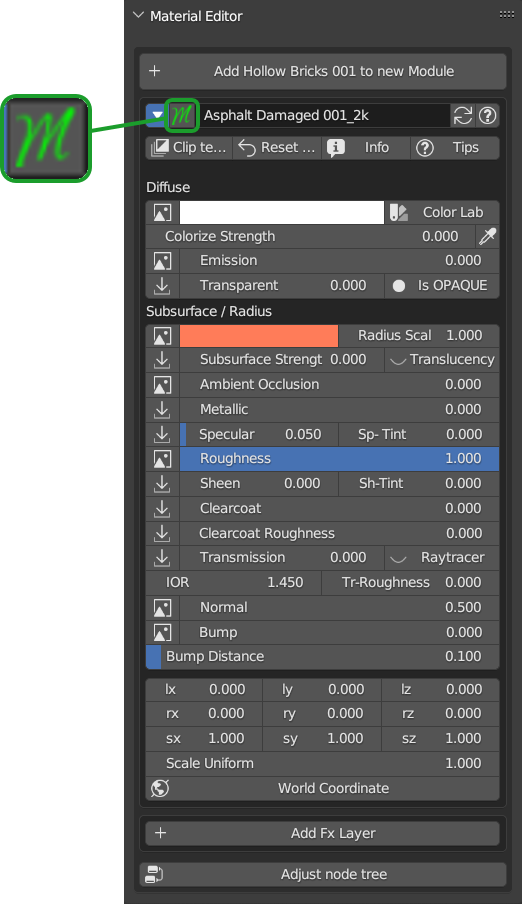 Material Editor
Add Hollow Bricks 001 to new Module
M
M
Asphalt Damaged 001_2k
Clip te... Reset ... Info Tips
Diffuse
Color Lab
Colorize Strength 0.000
Emission 0.000
Transparent 0.000 Is OPAQUE
Subsurface / Radius
Radius Scal 1.000
Subsurface Strengt 0.000 Translucency
Ambient Occlusion 0.000
Metallic 0.000
Specular 0.050 Sp- Tint 0.000
Roughness 1.000
Sheen 0.000 Sh-Tint 0.000
Clearcoat 0.000
Clearcoat Roughness 0.000
Transmission 0.000 Raytracer
IOR 1.450 Tr-Roughness 0.000
Normal 0.500
Bump 0.000
Bump Distance 0.100
lx 0.000 ly 0.000 lz 0.000
rx 0.000 ry 0.000 rz 0.000
sx 1.000 sy 1.000 sz 1.000
Scale Uniform 1.000
World Coordinate
Add Fx Layer
Adjust node tree